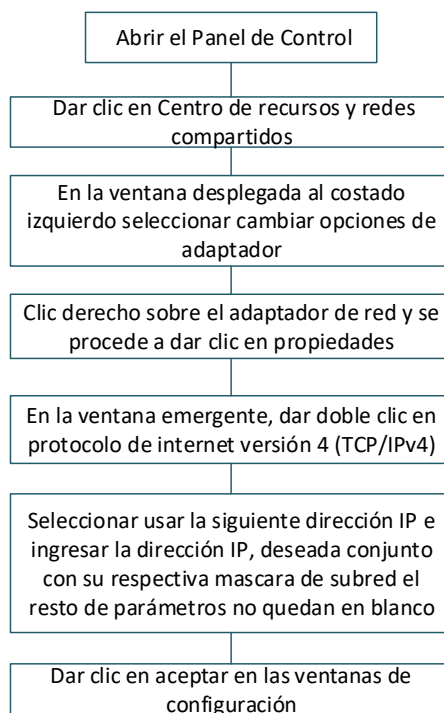 Abrir el Panel de Control
Dar clic en Centro de recursos y redes
compartidos
En la ventana desplegada al costado
izquierdo seleccionar cambiar opciones de
adaptador
Clic derecho sobre el adaptador de red y se
procede a dar clic en propiedades
En la ventana emergente, dar doble clic en
protocolo de internet versión 4 (TCP/IPv4)
Seleccionar usar la siguiente dirección IP e
ingresar la dirección IP, deseada conjunto
con su respectiva mascara de subred el
resto de parámetros no quedan en blanco
Dar clic en aceptar en las ventanas de
configuración